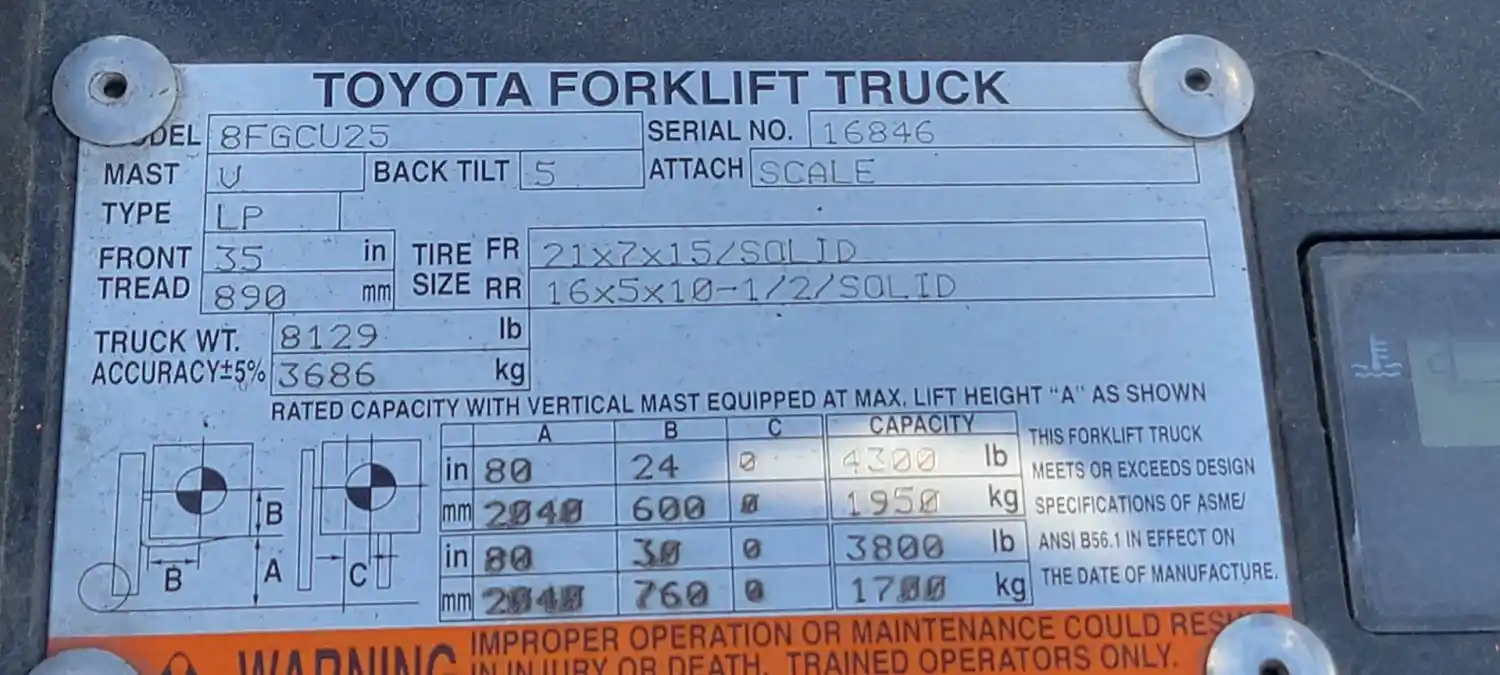 TOYOTA FORKLIFT TRUCK
MODEL 8FGCU25 SERIAL NO. 16846
MAST V BACK TILT 5 ATTACH SCALE
TYPE LP
FRONT TREAD 35 in TIRE SIZE FR 21x7x15/SOLID
890 mm RR 16x5x10-1/2/SOLID
TRUCK WT. 8129 lb
ACCURACY±5% 3686 kg
RATED CAPACITY WITH VERTICAL MAST EQUIPPED AT MAX. LIFT HEIGHT "A" AS SHOWN
A B C CAPACITY
in 80 24 0 4300 lb
mm 2040 600 0 1950 kg
in 80 30 0 3800 lb
mm 2040 760 0 1700 kg
B
B A C
THIS FORKLIFT TRUCK
MEETS OR EXCEEDS DESIGN
SPECIFICATIONS OF ASME/
ANSI B56.1 IN EFFECT ON
THE DATE OF MANUFACTURE.
WARNING
IMPROPER OPERATION OR MAINTENANCE COULD RESULT
IN INJURY OR DEATH. TRAINED OPERATORS ONLY.